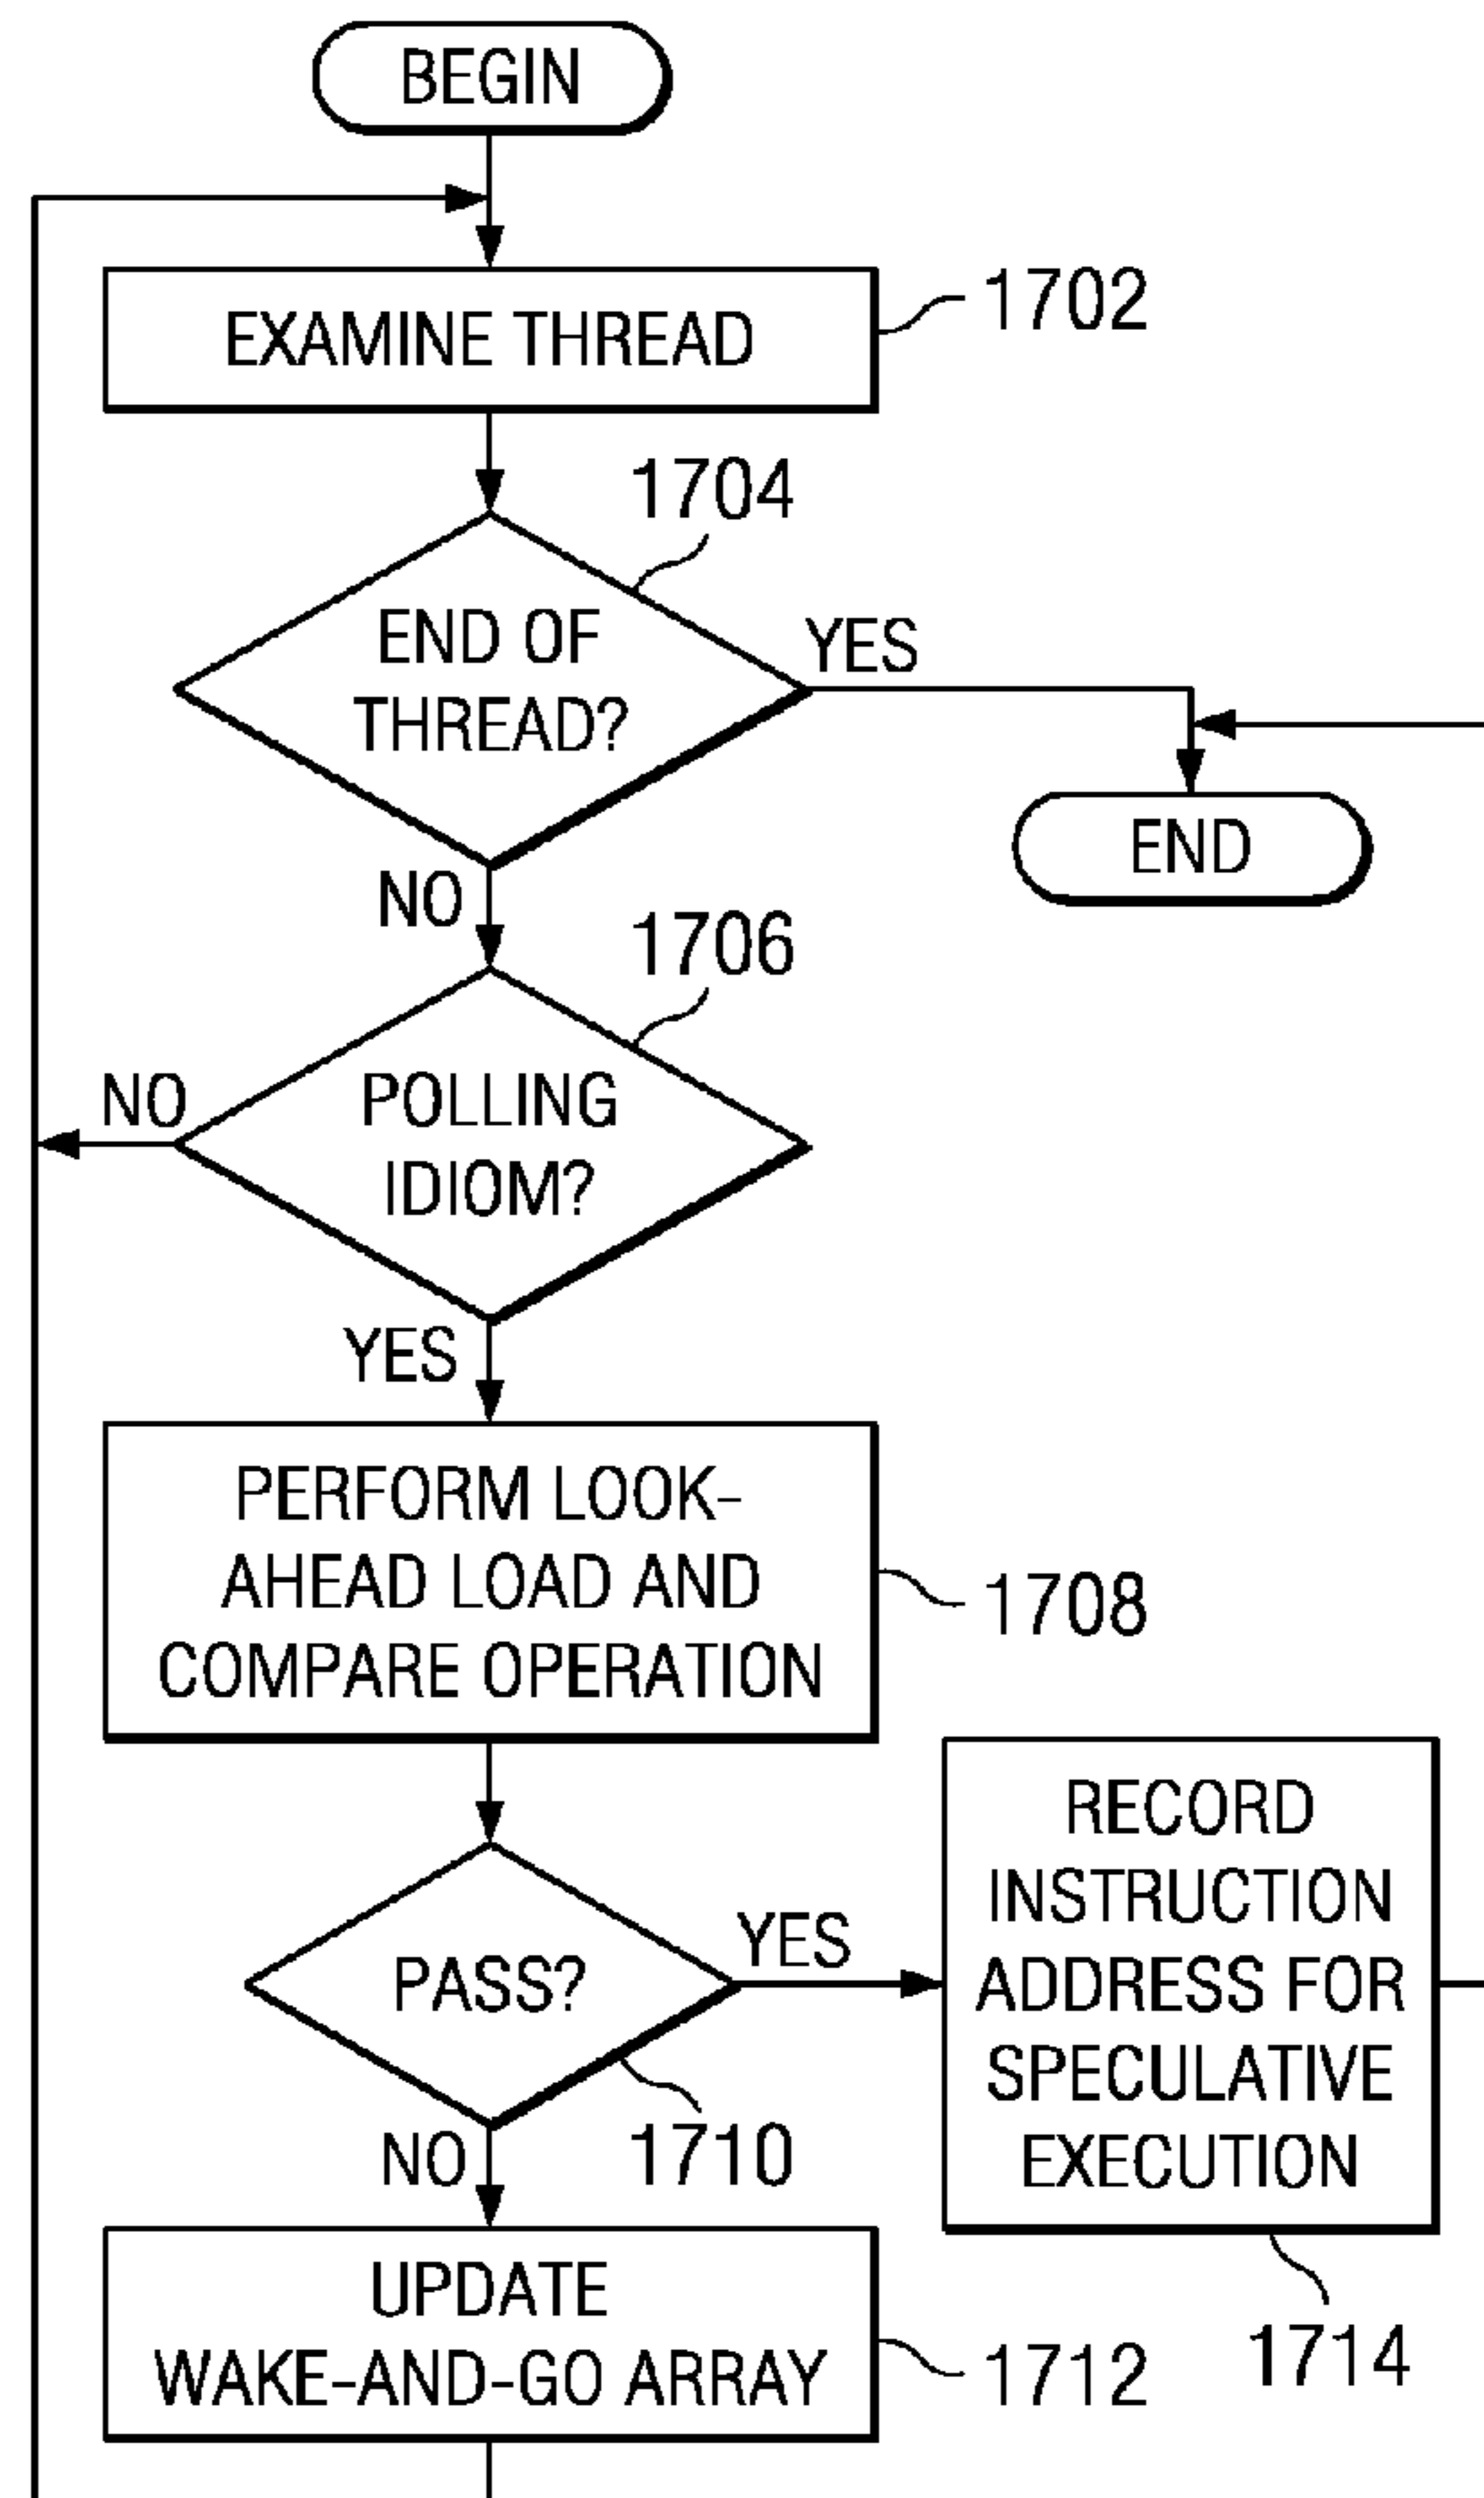 BEGIN
EXAMINE THREAD
1702
1704
END OF
THREAD?
YES
NO
END
1706
NO
POLLING
IDIOM?
YES
PERFORM LOOK-
AHEAD LOAD AND
COMPARE OPERATION
1708
PASS?
YES
NO
1710
RECORD
INSTRUCTION
ADDRESS FOR
SPECULATIVE
EXECUTION
1714
UPDATE
WAKE-AND-GO ARRAY
1712